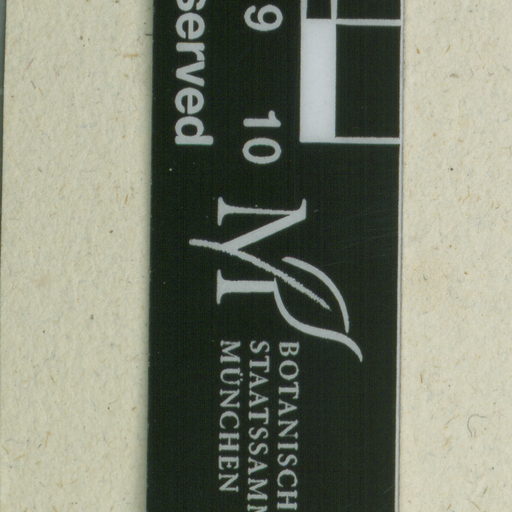 served
9 10
M
BOTANISCH
STAATSSAMM
MÜNCHEN